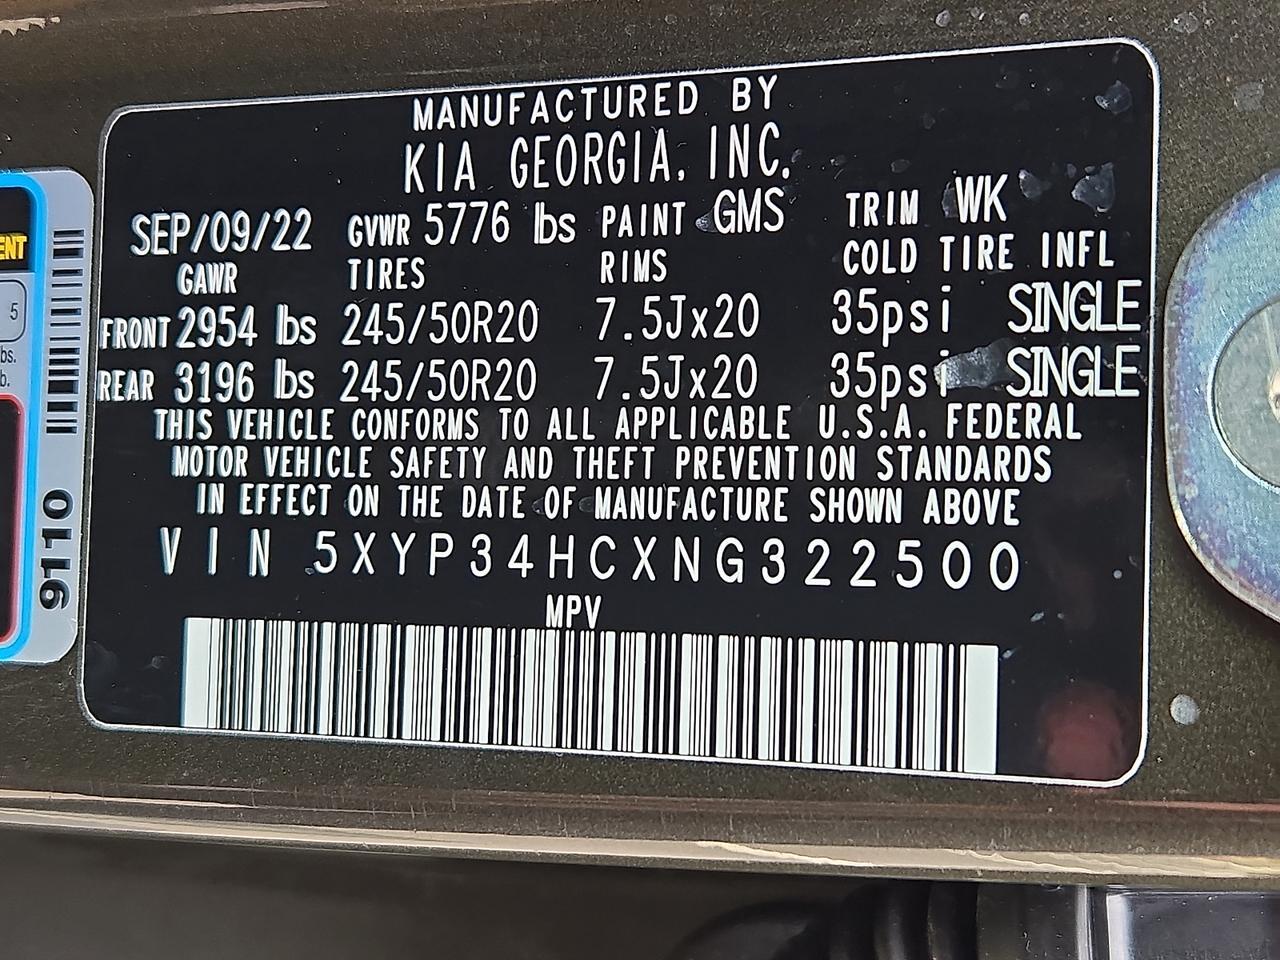 MANUFACTURED BY
KIA GEORGIA, INC.
SEP/09/22 GVWR 5776 lbs PAINT GMS TRIM WK
GAWR TIRES RIMS COLD TIRE INFL
FRONT 2954 lbs 245/50R20 7.5Jx20 35psi SINGLE
REAR 3196 lbs 245/50R20 7.5Jx20 35psi SINGLE
THIS VEHICLE CONFORMS TO ALL APPLICABLE U.S.A. FEDERAL
MOTOR VEHICLE SAFETY AND THEFT PREVENTION STANDARDS
IN EFFECT ON THE DATE OF MANUFACTURE SHOWN ABOVE
VIN 5XYP34HCXNG322500
MPV
ENT
5
bs.
b.
9110